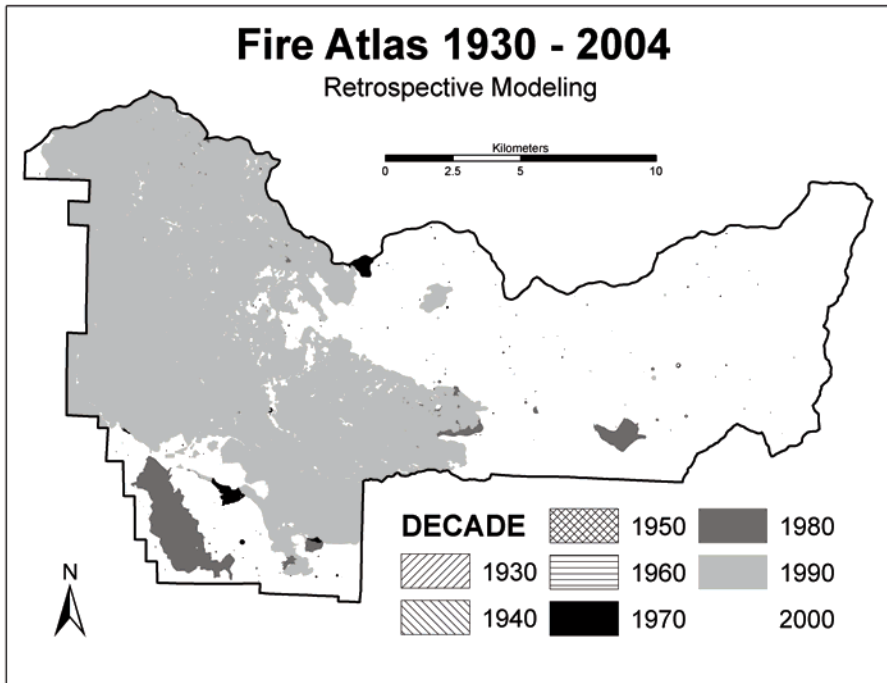 Fire Atlas 1930 - 2004
Retrospective Modeling
Kilometers
0 2.5 5 10
DECADE
1930
1940
1950
1960
1970
1980
1990
2000
N